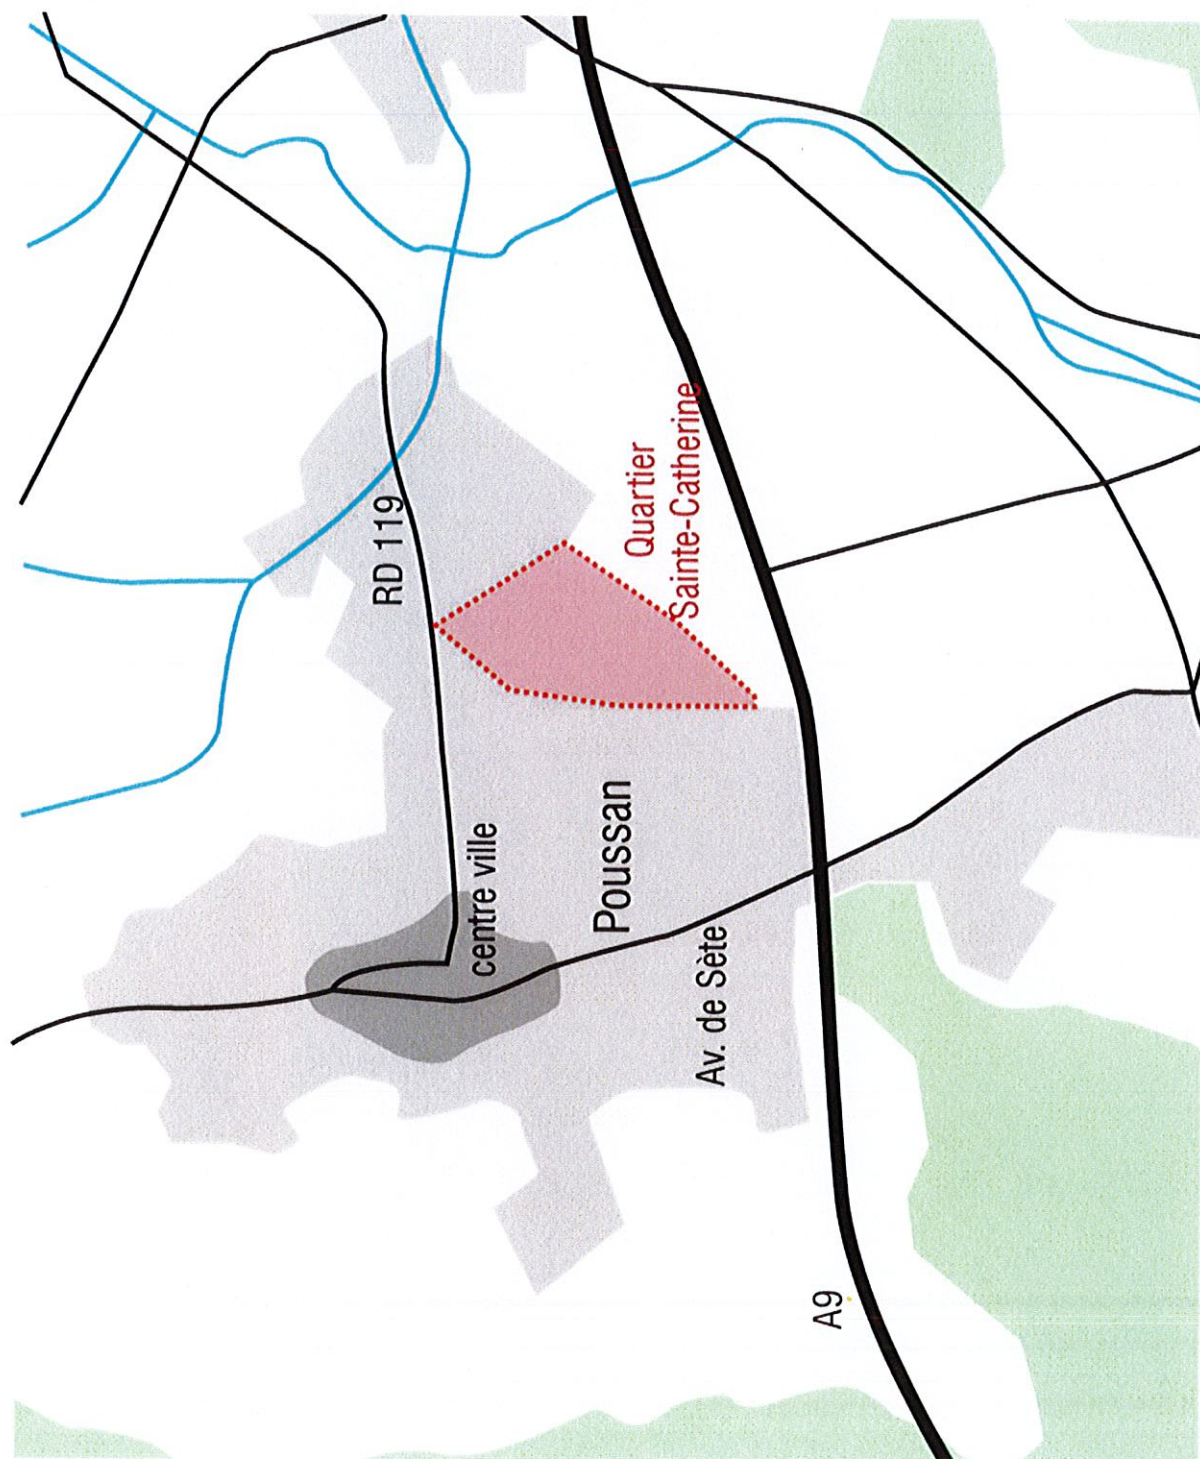 RD 119
centre ville
Poussan
Quartier
Sainte-Catherine
Av. de Sète
A9